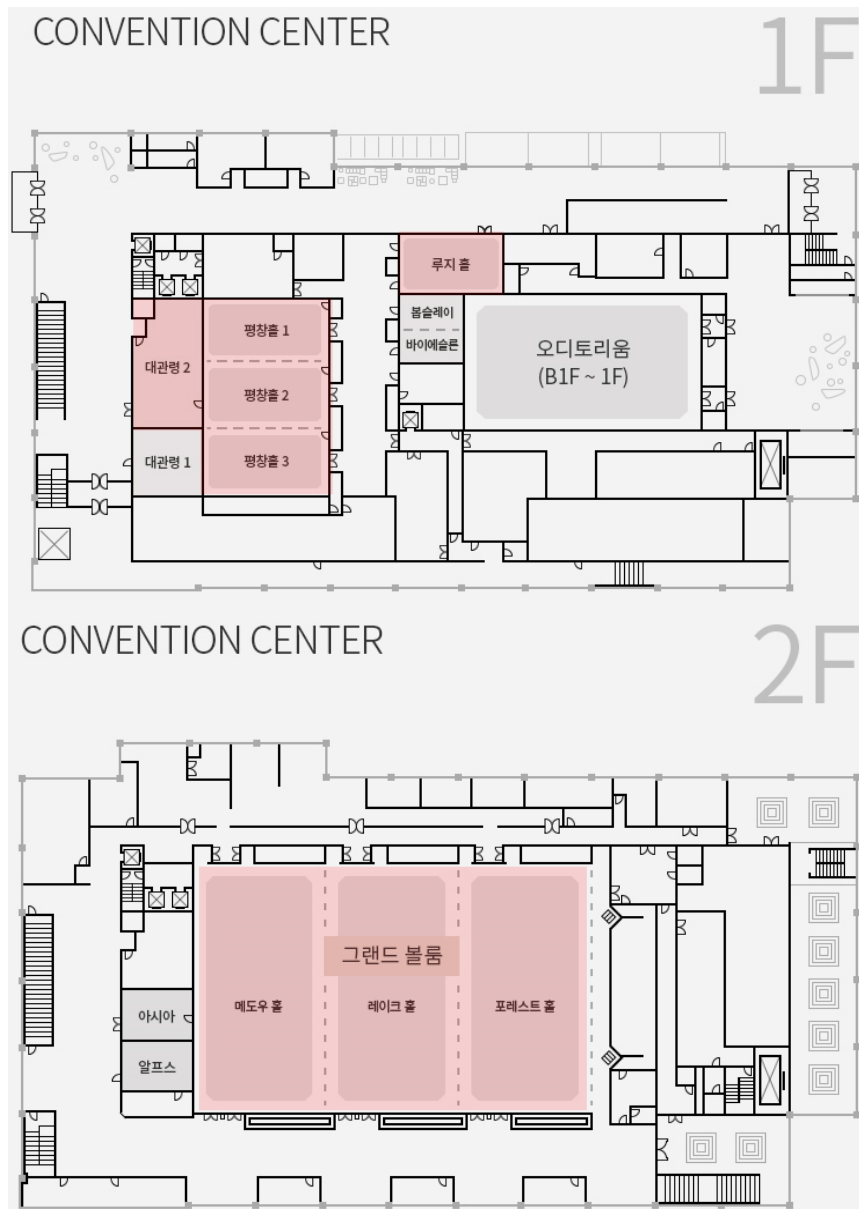 CONVENTION CENTER
1F
루지 홀
봅슬레이
바이에슬론
평창홀 1
대관령 2
평창홀 2
대관령 1
평창홀 3
오디토리움
(B1F ~ 1F)
CONVENTION CENTER
2F
그랜드 볼룸
메도우 홀
레이크 홀
포레스트 홀
아시아
알프스